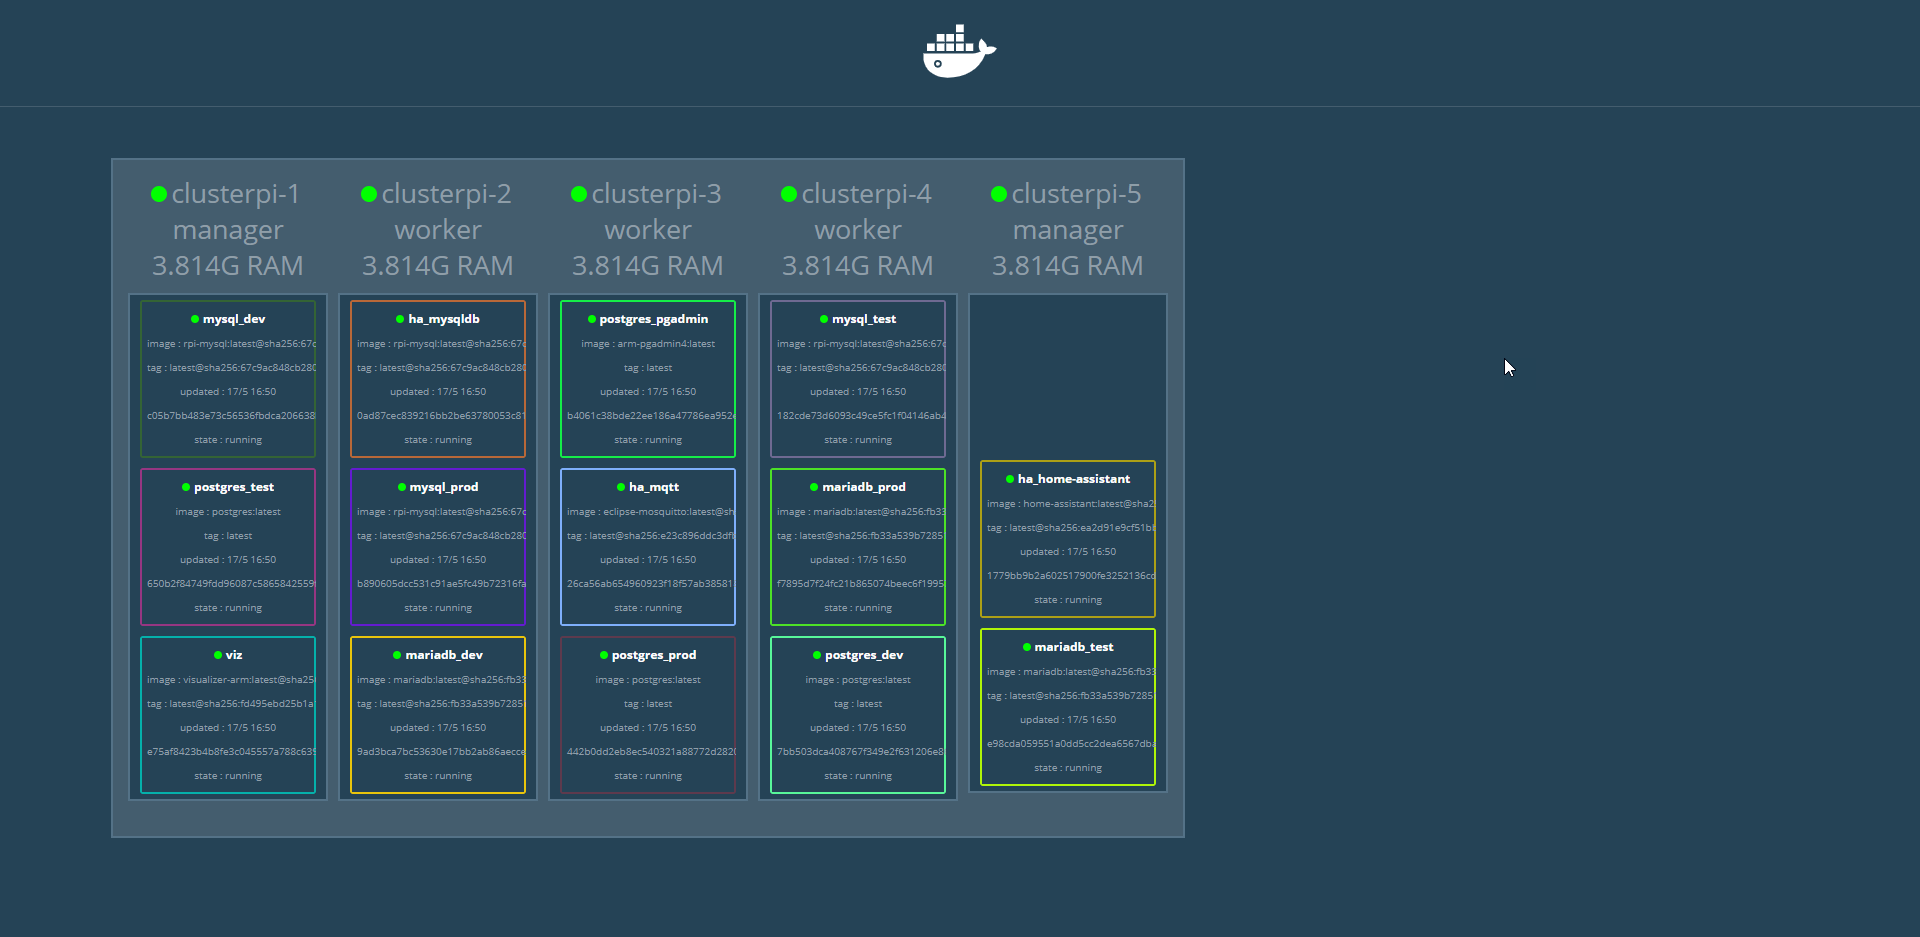 clusterpi-1
manager
3.814G RAM
mysql_dev
image : rpi-mysql:latest@sha256:67c
tag : latest@sha256:67c9ac848cb280
updated : 17/5 16:50
c05b7bb483e73c56536fbdca206638
state : running
postgres_test
image : postgres:latest
tag : latest
updated : 17/5 16:50
650b2f84749fdd96087c5865842559f
state : running
viz
image : visualizer-arm:latest@sha25
tag : latest@sha256:fd495ebd25b1a
updated : 17/5 16:50
e75af8423b4b8fe3c045557a788c639
state : running
clusterpi-2
worker
3.814G RAM
ha_mysqldb
image : rpi-mysql:latest@sha256:67c
tag : latest@sha256:67c9ac848cb280
updated : 17/5 16:50
0ad87cec839216bb2be63780053c81
state : running
mysql_prod
image : rpi-mysql:latest@sha256:67c
tag : latest@sha256:67c9ac848cb280
updated : 17/5 16:50
b890605dcc531c91ae5fc49b72316fa
state : running
mariadb_dev
image : mariadb:latest@sha256:fb33
tag : latest@sha256:fb33a539b7285
updated : 17/5 16:50
9ad3bca7bc53630e17bb2ab86aecce
state : running
clusterpi-3
worker
3.814G RAM
postgres_pgadmin
image : arm-pgadmin4:latest
tag : latest
updated : 17/5 16:50
b4061c38bde22ee186a47786ea952e
state : running
ha_mqtt
image : eclipse-mosquitto:latest@sh
tag : latest@sha256:e23c896ddc3dfl
updated : 17/5 16:50
26ca56ab654960923f18f57ab38581
state : running
postgres_prod
image : postgres:latest
tag : latest
updated : 17/5 16:50
442b0dd2eb8ec540321a88772d2820
state : running
clusterpi-4
worker
3.814G RAM
mysql_test
image : rpi-mysql:latest@sha256:67c
tag : latest@sha256:67c9ac848cb280
updated : 17/5 16:50
182cde73d6093c49ce5fc1f04146ab4
state : running
mariadb_prod
image : mariadb:latest@sha256:fb33
tag : latest@sha256:fb33a539b7285
updated : 17/5 16:50
f7895d7f24fc21b865074beec6f1995
state : running
postgres_dev
image : postgres:latest
tag : latest
updated : 17/5 16:50
7bb503dca408767f349e2f631206e8
state : running
clusterpi-5
manager
3.814G RAM
ha_home-assistant
image : home-assistant:latest@sha2
tag : latest@sha256:ea2d91e9cf51bl
updated : 17/5 16:50
1779bb9b2a602517900fe3252136cc
state : running
mariadb_test
image : mariadb:latest@sha256:fb33
tag : latest@sha256:fb33a539b7285
updated : 17/5 16:50
e98cda059551a0dd5cc2dea6567dba
state : running